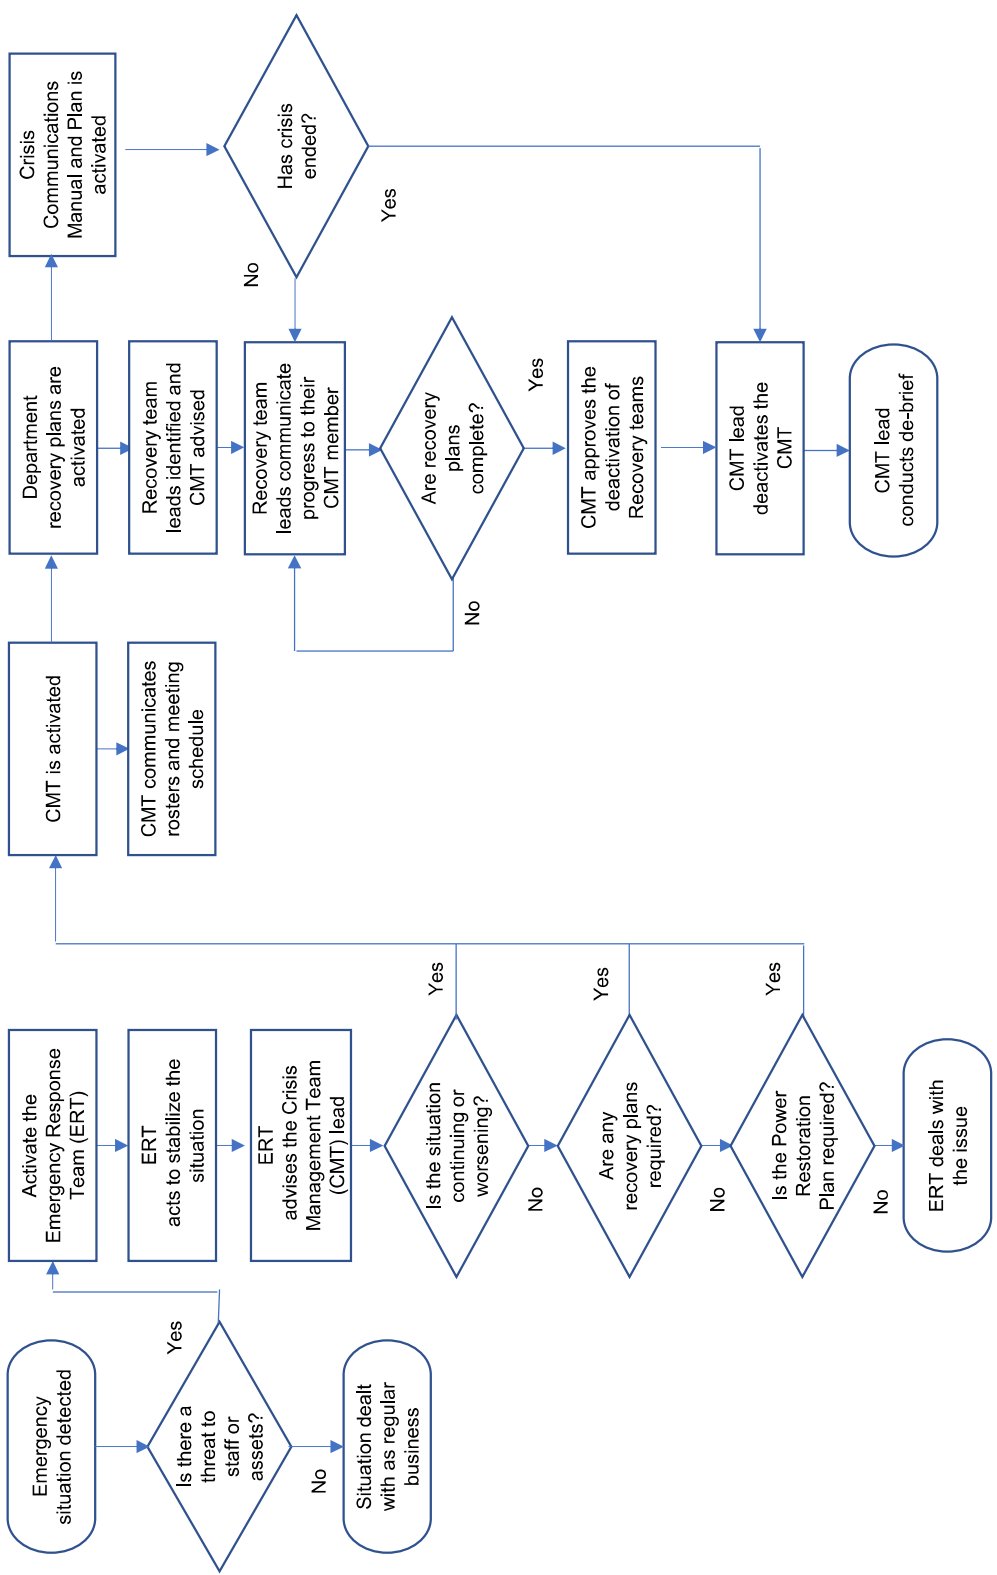 Emergency
situation detected
Is there a
threat to
staff or
assets?
Yes
No
Situation dealt
with as regular
business
Activate the
Emergency Response
Team (ERT)
ERT
acts to stabilize the
situation
ERT
advises the Crisis
Management Team
(CMT) lead
Is the situation
continuing or
worsening?
Yes
No
Are any
recovery plans
required?
Yes
No
Is the Power
Restoration
Plan required?
Yes
No
ERT deals with
the issue
CMT is activated
CMT communicates
rosters and meeting
schedule
Department
recovery plans are
activated
Recovery team
leads identified and
CMT advised
Recovery team
leads communicate
progress to their
CMT member
Are recovery
plans
complete?
No
Yes
CMT approves the
deactivation of
Recovery teams
CMT lead
deactivates the
CMT
CMT lead
conducts de-brief
Crisis
Communications
Manual and Plan is
activated
Has crisis
ended?
No
Yes